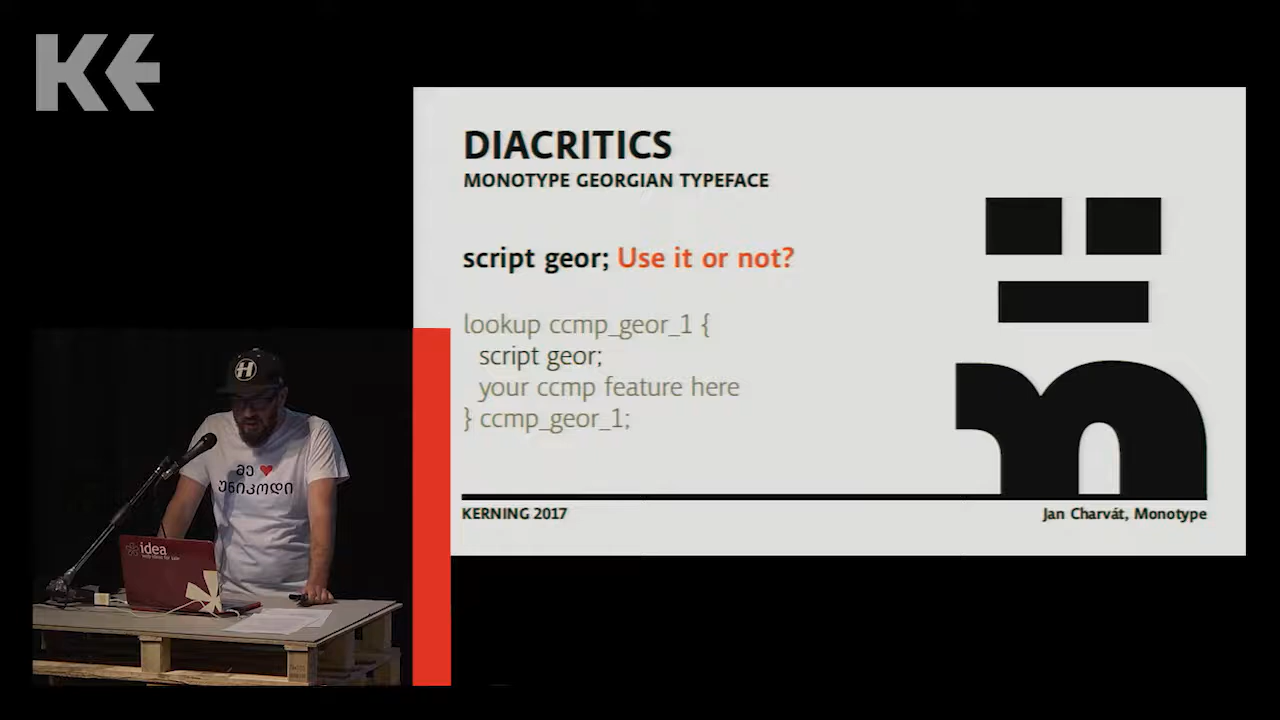 KE
DIACRITICS
MONOTYPE GEORGIAN TYPEFACE
script geor; Use it or not?
lookup ccmp_geor_1 {
script geor;
your ccmp feature here
} ccmp_geor_1;
n
KERNING 2017
Jan Charvát, Monotype
H
მე ❤
უნიკოდი
idea